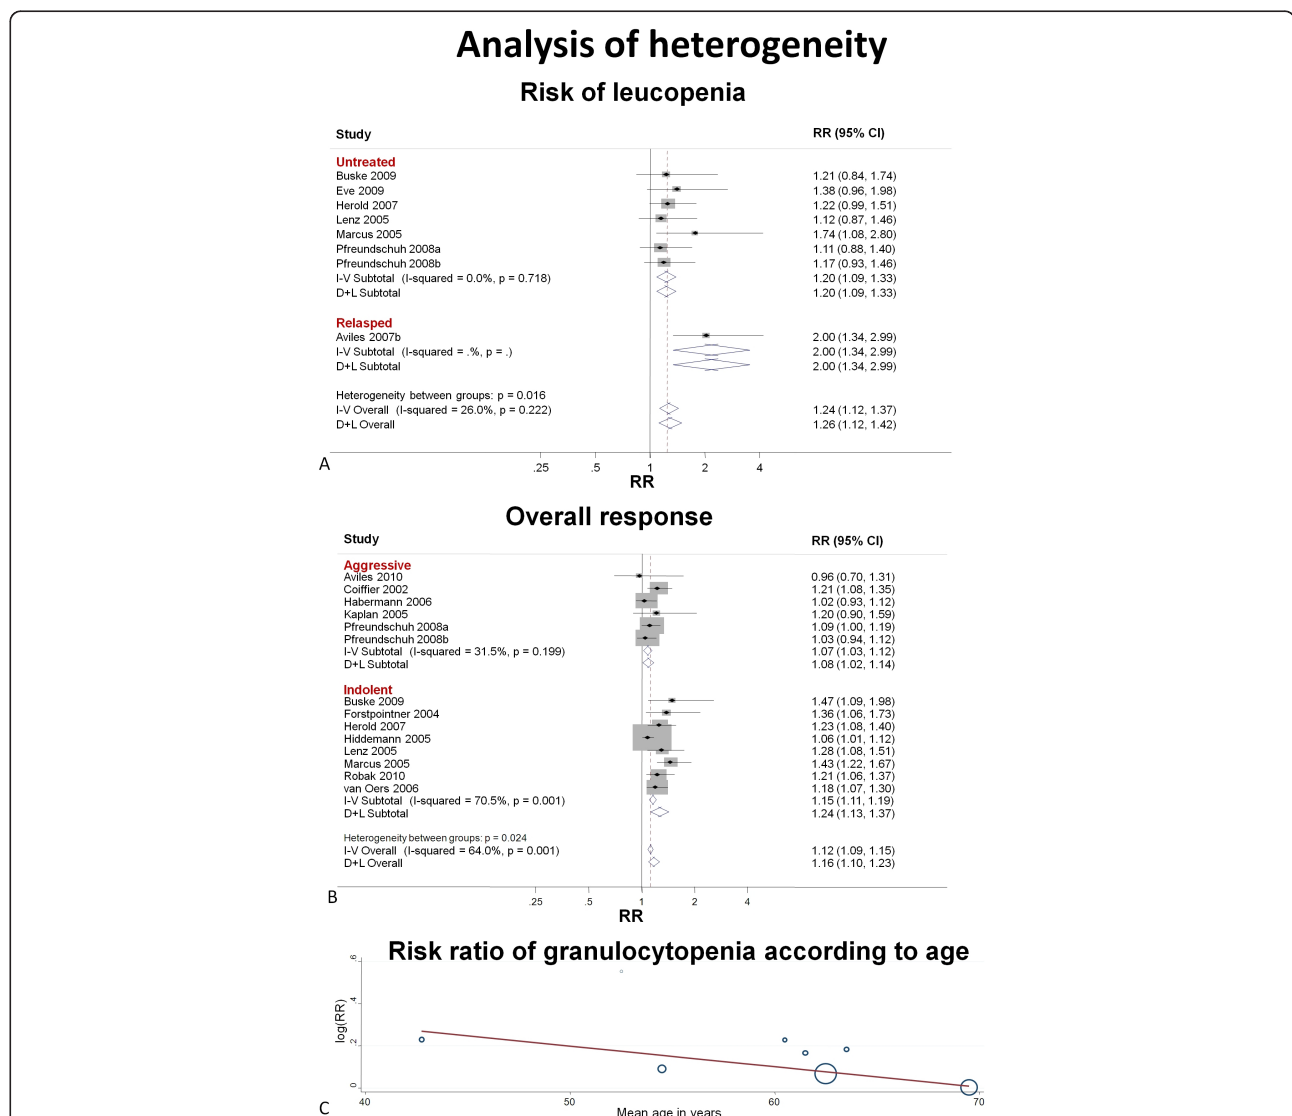 Analysis of heterogeneity
Risk of leucopenia
Study RR (95% CI)
Untreated
Buske 2009 1.21 (0.84, 1.74)
Eve 2009 1.38 (0.96, 1.98)
Herold 2007 1.22 (0.99, 1.51)
Lenz 2005 1.12 (0.87, 1.46)
Marcus 2005 1.74 (1.08, 2.80)
Pfreundschuh 2008a 1.11 (0.88, 1.40)
Pfreundschuh 2008b 1.17 (0.93, 1.46)
I-V Subtotal (I-squared = 0.0%, p = 0.718) 1.20 (1.09, 1.33)
D+L Subtotal 1.20 (1.09, 1.33)
Relasped
Aviles 2007b 2.00 (1.34, 2.99)
I-V Subtotal (I-squared = .%, p = .) 2.00 (1.34, 2.99)
D+L Subtotal 2.00 (1.34, 2.99)
Heterogeneity between groups: p = 0.016
I-V Overall (I-squared = 26.0%, p = 0.222) 1.24 (1.12, 1.37)
D+L Overall 1.26 (1.12, 1.42)
A
.25 .5 1 2 4
RR
Overall response
Study RR (95% CI)
Aggressive
Aviles 2010 0.96 (0.70, 1.31)
Coiffier 2002 1.21 (1.08, 1.35)
Habermann 2006 1.02 (0.93, 1.12)
Kaplan 2005 1.20 (0.90, 1.59)
Pfreundschuh 2008a 1.09 (1.00, 1.19)
Pfreundschuh 2008b 1.03 (0.94, 1.12)
I-V Subtotal (I-squared = 31.5%, p = 0.199) 1.07 (1.03, 1.12)
D+L Subtotal 1.08 (1.02, 1.14)
Indolent
Buske 2009 1.47 (1.09, 1.98)
Forstpointner 2004 1.36 (1.06, 1.73)
Herold 2007 1.23 (1.08, 1.40)
Hiddemann 2005 1.06 (1.01, 1.12)
Lenz 2005 1.28 (1.08, 1.51)
Marcus 2005 1.43 (1.22, 1.67)
Robak 2010 1.21 (1.06, 1.37)
van Oers 2006 1.18 (1.07, 1.30)
I-V Subtotal (I-squared = 70.5%, p = 0.001) 1.15 (1.11, 1.19)
D+L Subtotal 1.24 (1.13, 1.37)
Heterogeneity between groups: p = 0.024
I-V Overall (I-squared = 64.0%, p = 0.001) 1.12 (1.09, 1.15)
D+L Overall 1.16 (1.10, 1.23)
B
.25 .5 1 2 4
RR
Risk ratio of granulocytopenia according to age
log(RR)
.6
.4
.2
0
40 50 60 70
C
Mean age in years